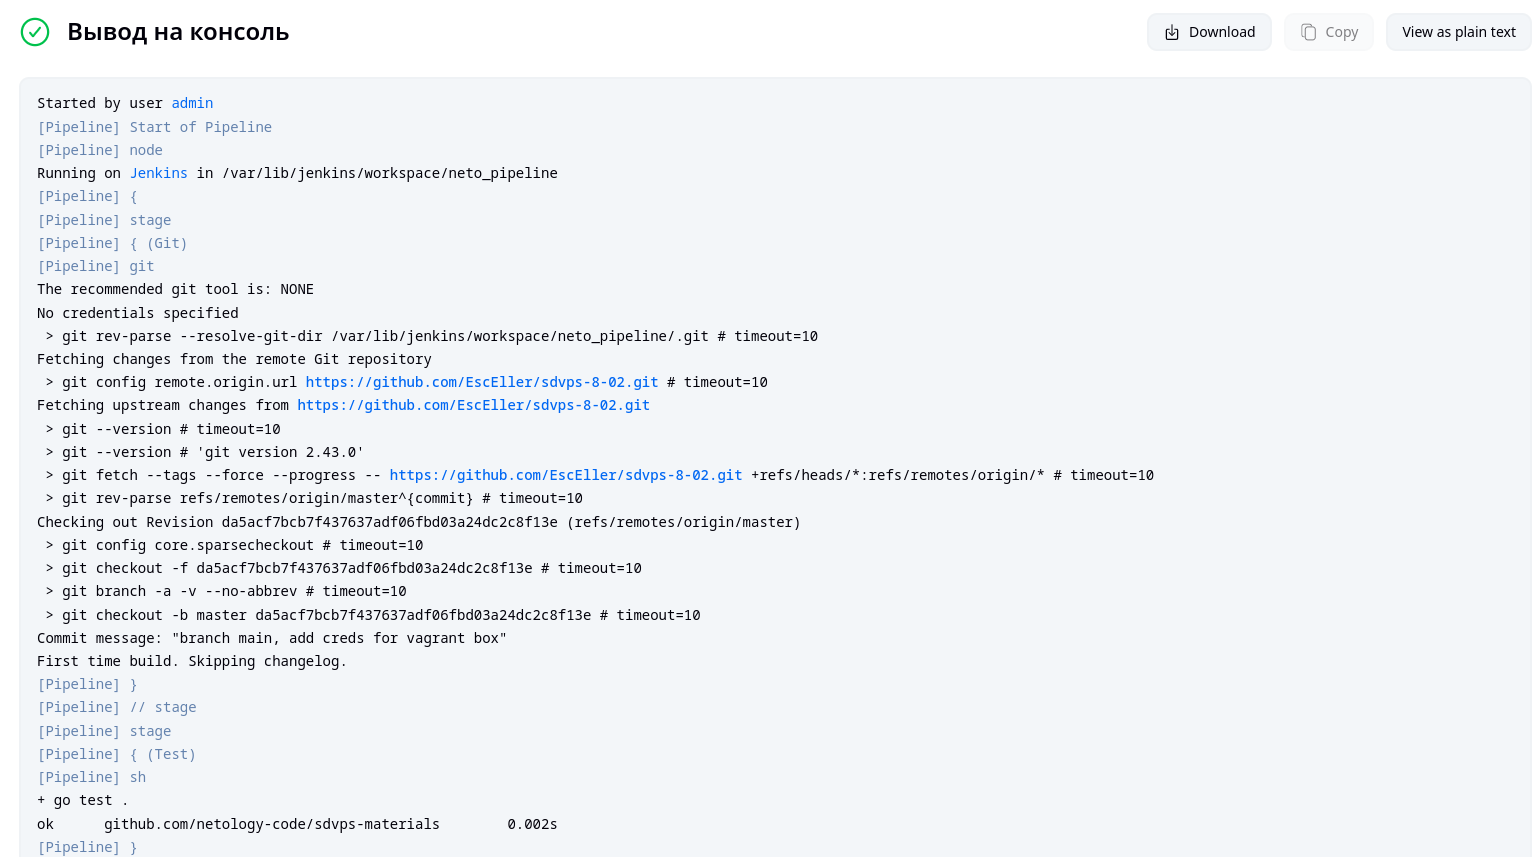 Вывод на консоль
Download
Copy
View as plain text
Started by user admin
[Pipeline] Start of Pipeline
[Pipeline] node
Running on Jenkins in /var/lib/jenkins/workspace/neto_pipeline
[Pipeline] {
[Pipeline] stage
[Pipeline] { (Git)
[Pipeline] git
The recommended git tool is: NONE
No credentials specified
 > git rev-parse --resolve-git-dir /var/lib/jenkins/workspace/neto_pipeline/.git # timeout=10
Fetching changes from the remote Git repository
 > git config remote.origin.url https://github.com/EscEller/sdvps-8-02.git # timeout=10
Fetching upstream changes from https://github.com/EscEller/sdvps-8-02.git
 > git --version # timeout=10
 > git --version # 'git version 2.43.0'
 > git fetch --tags --force --progress -- https://github.com/EscEller/sdvps-8-02.git +refs/heads/*:refs/remotes/origin/* # timeout=10
 > git rev-parse refs/remotes/origin/master^{commit} # timeout=10
Checking out Revision da5acf7bcb7f437637adf06fbd03a24dc2c8f13e (refs/remotes/origin/master)
 > git config core.sparsecheckout # timeout=10
 > git checkout -f da5acf7bcb7f437637adf06fbd03a24dc2c8f13e # timeout=10
 > git branch -a -v --no-abbrev # timeout=10
 > git checkout -b master da5acf7bcb7f437637adf06fbd03a24dc2c8f13e # timeout=10
Commit message: "branch main, add creds for vagrant box"
First time build. Skipping changelog.
[Pipeline] }
[Pipeline] // stage
[Pipeline] stage
[Pipeline] { (Test)
[Pipeline] sh
+ go test .
ok      github.com/netology-code/sdvps-materials        0.002s
[Pipeline] }